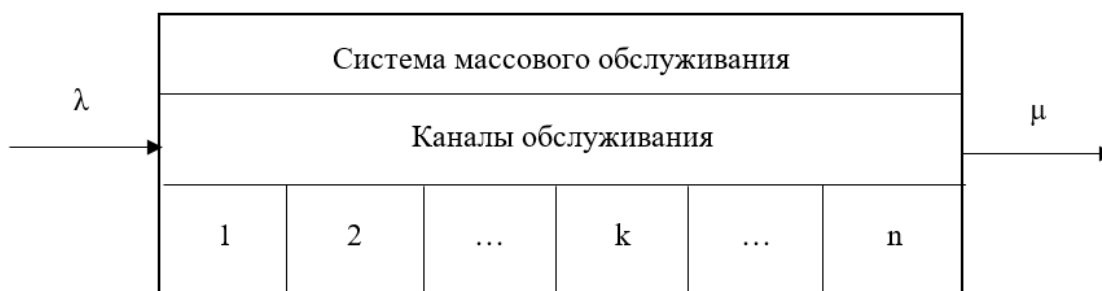 Система массового обслуживания
λ
μ
Каналы обслуживания
1 2 … k … n